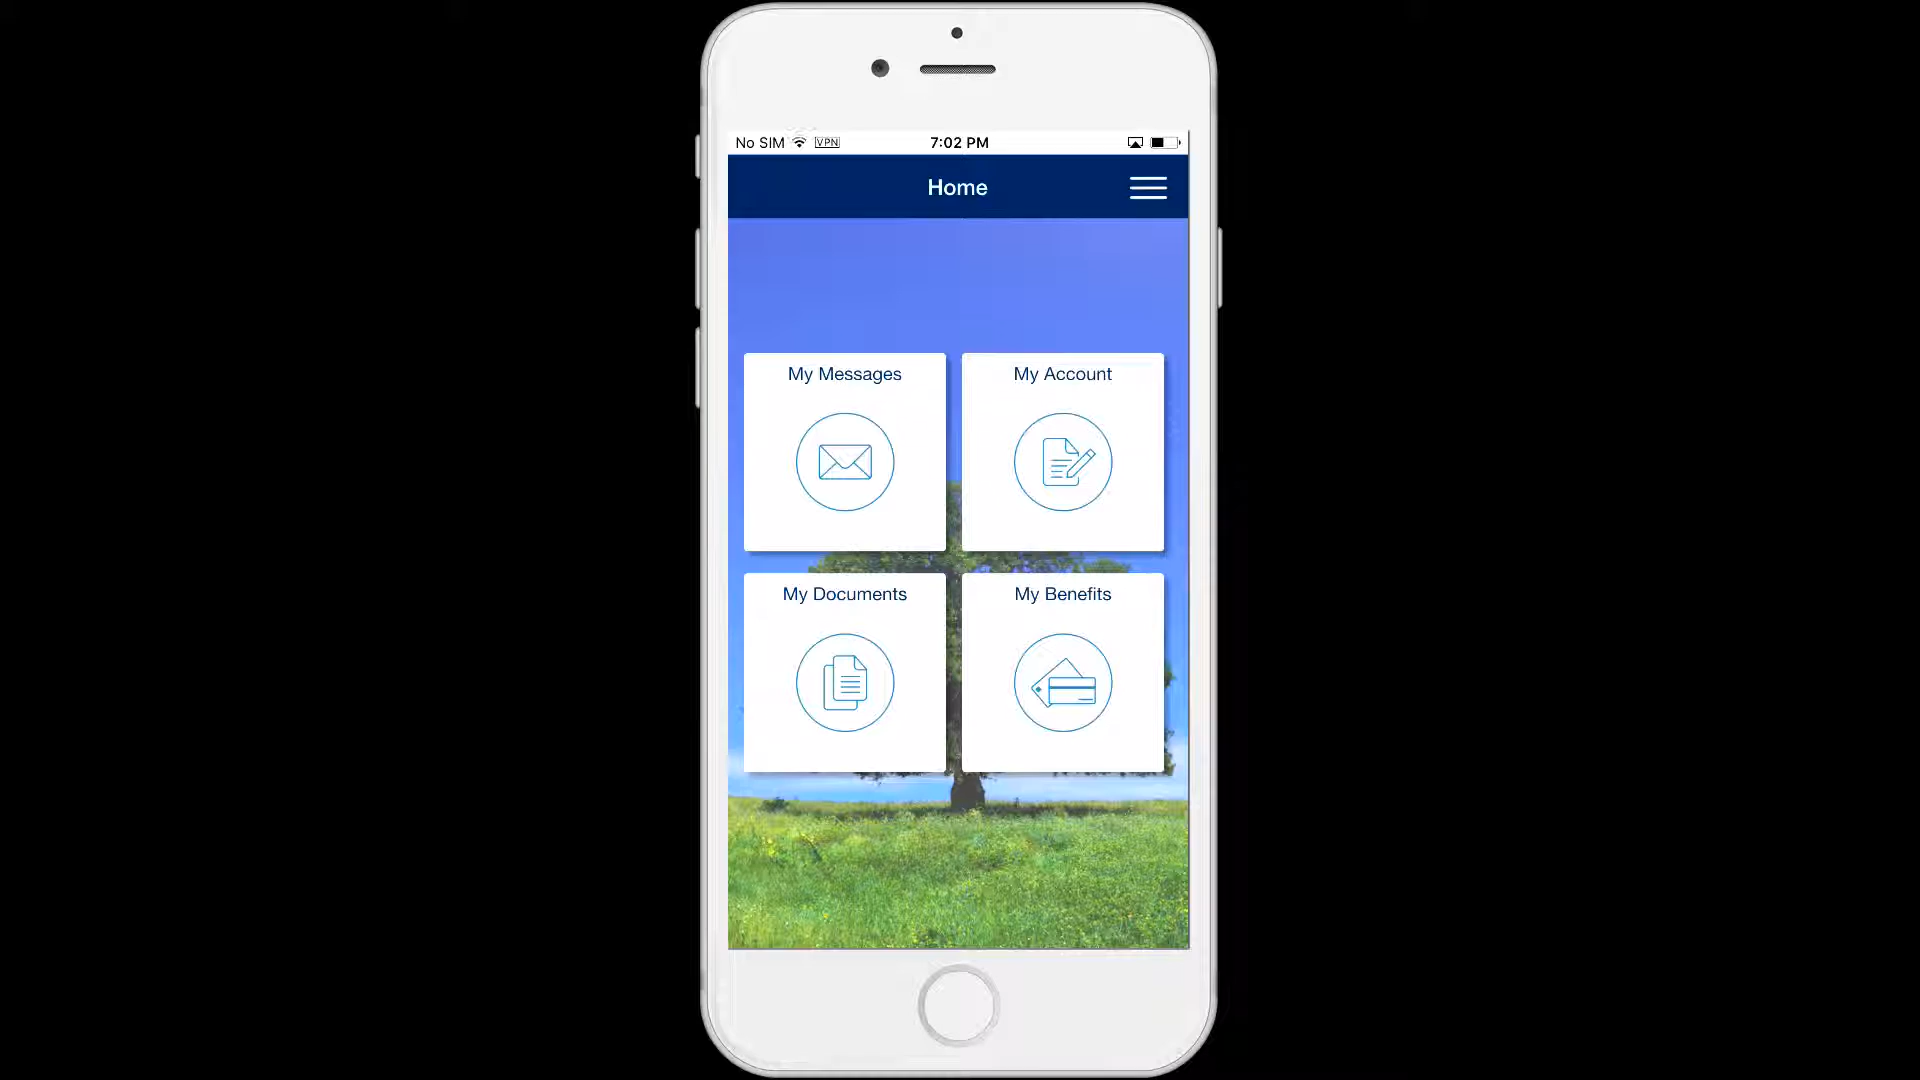 No SIM VPN 7:02 PM
Home
My Messages
My Account
My Documents
My Benefits